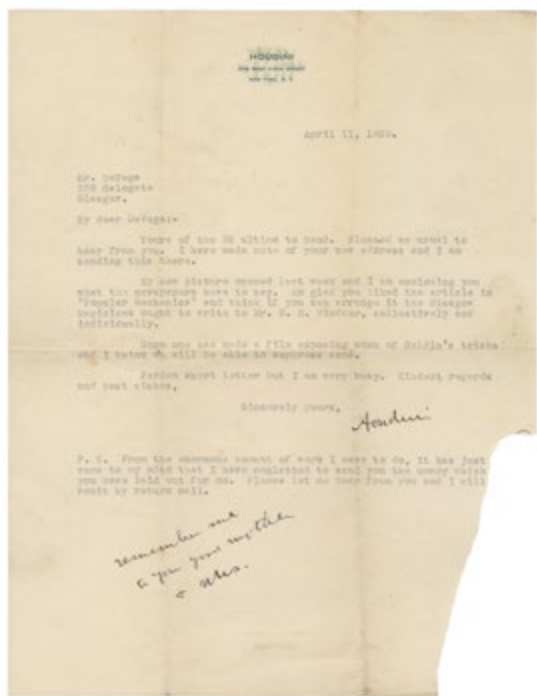 HOUDINI
April 11, 1922.
Mr. DeVega
Glasgow.
My dear DeVega:-
Yours of the 28 ultimo to hand. Pleased as usual to
hear from you. I have made note of your new address and I am
sending this there.
My new picture opened last week and I am enclosing you
what the newspapers have to say. Am glad you liked the article in
"Popular Mechanics" and think if you can arrange it the Glasgow
Magicians ought to write to Mr. H. H. Windsor, collectively and
individually.
Some one has made a film exposing some of Goldin's tricks
and I think we will be able to suppress same.
Pardon short letter but I am very busy. Kindest regards
and best wishes,
Sincerely yours,
Houdini
P. S. From the enormous amount of work I have to do, it has just
come to my mind that I have neglected to send you the money which
you have laid out for me. Please let me hear from you and I will
remit by return mail.
remember me
to your good mother
& Mrs.